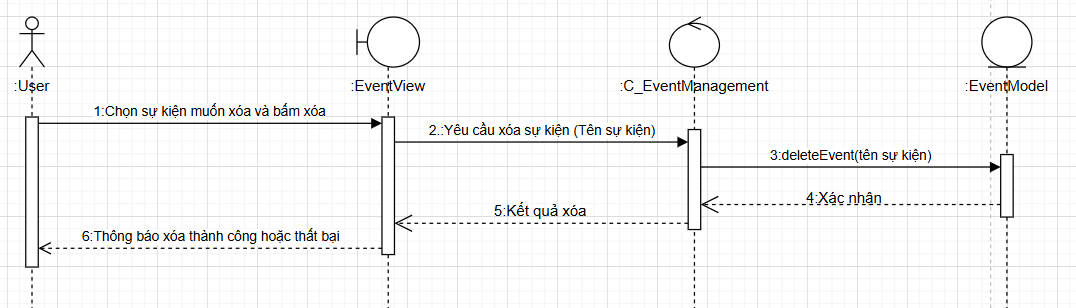 :User
:EventView
:C_EventManagement
:EventModel
1:Chọn sự kiện muốn xóa và bấm xóa
2.:Yêu cầu xóa sự kiện (Tên sự kiện)
3:deleteEvent(tên sự kiện)
4:Xác nhận
5:Kết quả xóa
6:Thông báo xóa thành công hoặc thất bại